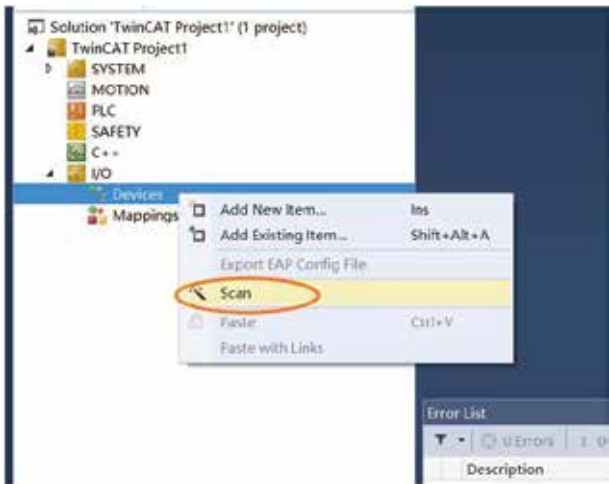 Solution 'TwinCAT Project1' (1 project)
TwinCAT Project1
SYSTEM
MOTION
PLC
SAFETY
C++
I/O
Devices
Mappings
Add New Item... Ins
Add Existing Item... Shift+Alt+A
Export EAP Config File
Scan
Paste Ctrl+V
Paste with Links
Error List
0 Errors
Description